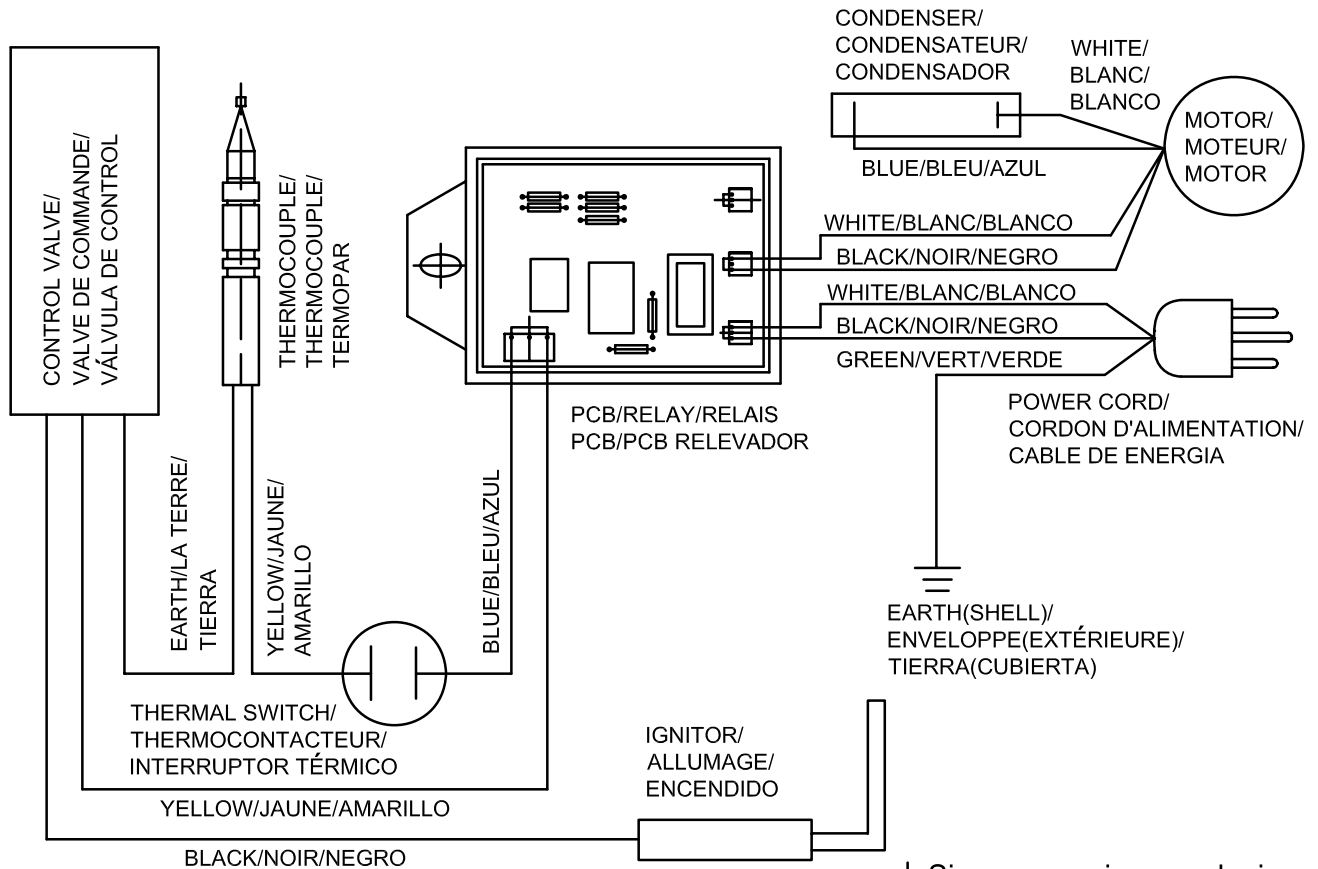 CONDENSER/
CONDENSATEUR/
CONDENSADOR
WHITE/
BLANC/
BLANCO
MOTOR/
MOTEUR/
MOTOR
BLUE/BLEU/AZUL
CONTROL VALVE/
VALVE DE COMMANDE/
VÁLVULA DE CONTROL
THERMOCOUPLE/
THERMOCOUPLE/
TERMOPAR
WHITE/BLANC/BLANCO
BLACK/NOIR/NEGRO
WHITE/BLANC/BLANCO
BLACK/NOIR/NEGRO
GREEN/VERT/VERDE
POWER CORD/
CORDON D'ALIMENTATION/
CABLE DE ENERGIA
PCB/RELAY/RELAIS
PCB/PCB RELEVADOR
EARTH/LA TERRE/
TIERRA
YELLOW/JAUNE/
AMARILLO
BLUE/BLEU/AZUL
EARTH(SHELL)/
ENVELOPPE(EXTÉRIEURE)/
TIERRA(CUBIERTA)
THERMAL SWITCH/
THERMOCONTACTEUR/
INTERRUPTOR TÉRMICO
IGNITOR/
ALLUMAGE/
ENCENDIDO
YELLOW/JAUNE/AMARILLO
BLACK/NOIR/NEGRO